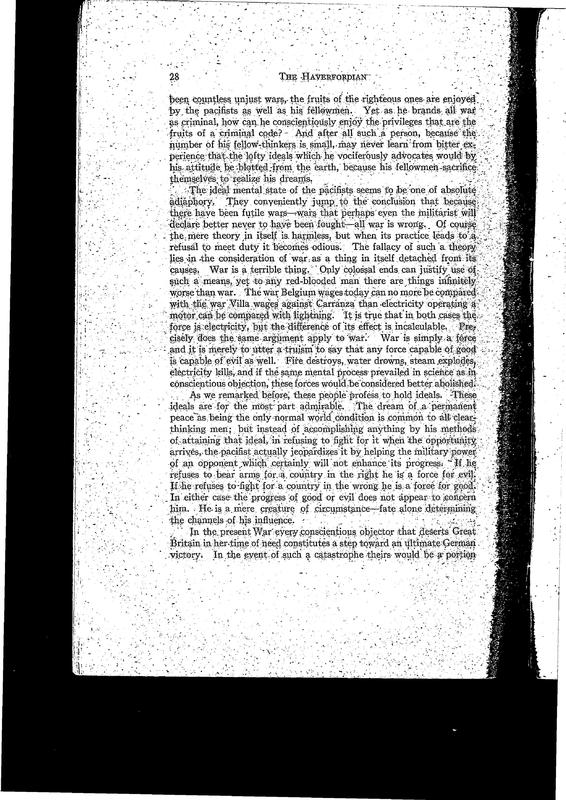 28 THE HAVERFORDIAN
been countless unjust wars, the fruits of the righteous ones are enjoyed
by the pacifists as well as his fellowmen. Yet as he brands all war
as criminal, how can he conscientiously enjoy the privileges that are the
fruits of a criminal code? And after all such a person, because the
number of his fellow-thinkers is small, may never learn from bitter ex-
perience that the lofty ideals which he vociferously advocates would by
his attitude be blotted from the earth, because his fellowmen sacrifice
themselves to realize his dreams.
The ideal mental state of the pacifists seems to be one of absolute
adiaphory. They conveniently jump to the conclusion that because
there have been futile wars—wars that perhaps even the militarist will
declare better never to have been fought—all war is wrong. Of course
the mere theory in itself is harmless, but when its practice leads to a
refusal to meet duty it becomes odious. The fallacy of such a theory
lies in the consideration of war as a thing in itself detached from its
causes. War is a terrible thing. Only colossal ends can justify use of
such a means, yet to any red-blooded man there are things infinitely
worse than war. The war Belgium wages today can no more be compared
with the war Villa wages against Carranza than electricity operating a
motor can be compared with lightning. It is true that in both cases the
force is electricity, but the difference of its effect is incalculable. Pre-
cisely does the same argument apply to war. War is simply a force
and it is merely to utter a truism to say that any force capable of good
is capable of evil as well. Fire destroys, water drowns, steam explodes,
electricity kills, and if the same mental process prevailed in science as in
conscientious objection, these forces would be considered better abolished.
As we remarked before, these people profess to hold ideals. These
ideals are for the most part admirable. The dream of a permanent
peace as being the only normal world condition is common to all clear-
thinking men; but instead of accomplishing anything by his methods
of attaining that ideal, in refusing to fight for it when the opportunity
arrives, the pacifist actually jeopardizes it by helping the military power
of an opponent which certainly will not enhance its progress. If he
refuses to bear arms for a country in the right he is a force for evil.
If he refuses to fight for a country in the wrong he is a force for good.
In either case the progress of good or evil does not appear to concern
him. He is a mere creature of circumstance—fate alone determining
the channels of his influence.
In the present War every conscientious objector that deserts Great
Britain in her time of need constitutes a step toward an ultimate German
victory. In the event of such a catastrophe theirs would be a portion